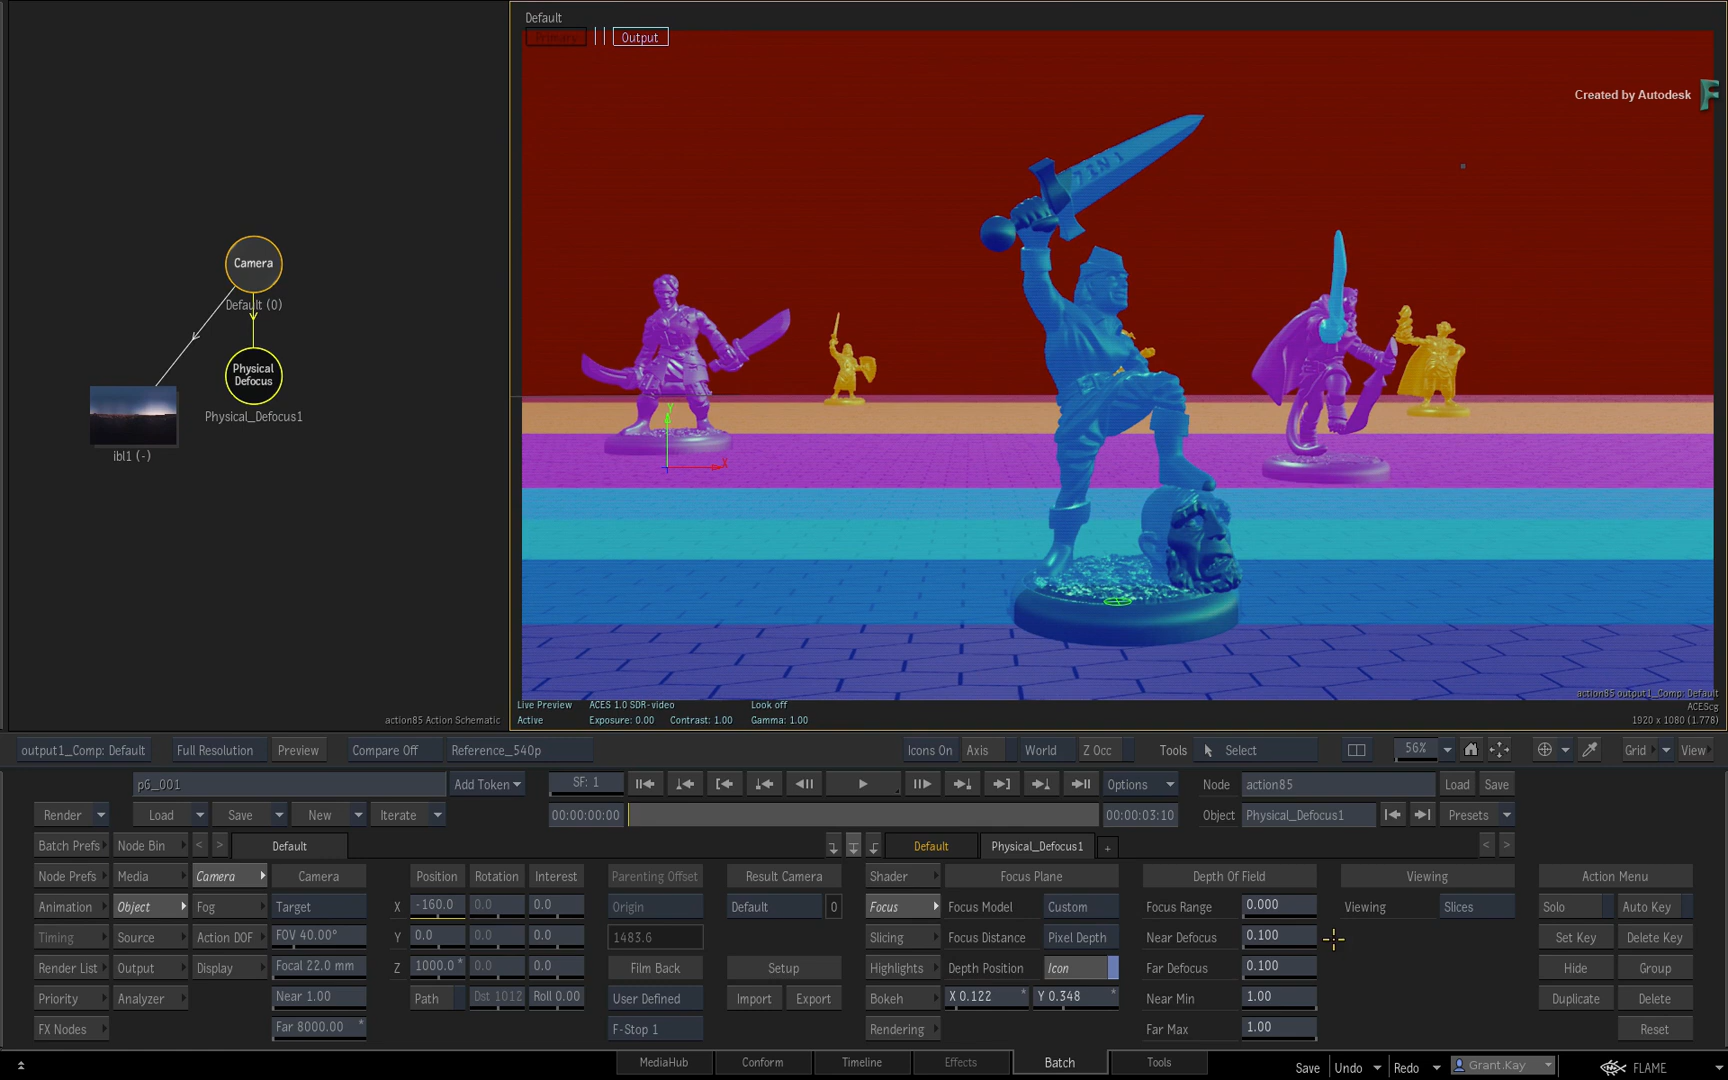 Default
Primary
Output
Created by Autodesk
7 IN 1
Camera
Default (0)
Physical
Defocus
Physical_Defocus1
ibl1 (-)
Y
X
action85 Action Schematic
Live Preview ACES 1.0 SDR-video Look off
Active Exposure: 0.00 Contrast: 1.00 Gamma: 1.00
action85 output1_Comp: Default
ACEScg
1920 x 1080 (1.778)
output1_Comp: Default Full Resolution Preview Compare Off Reference_540p Icons On Axis World Z Occ Tools Select 56% Grid View
p6_001 Add Token SF: 1 Options Node action85 Load Save
Render Load Save New Iterate 00:00:00:00 00:00:03:10 Object Physical_Defocus1 Presets
Batch Prefs Node Bin < > Default Default Physical_Defocus1 + < >
Node Prefs Media Camera Camera Position Rotation Interest Parenting Offset Result Camera Shader Focus Plane Depth Of Field Viewing Action Menu
Animation Object Fog Target X -160.0 0.0 0.0 Origin Default 0 Focus Focus Model Custom Focus Range 0.000 Viewing Slices Solo Auto Key
Timing Source Action DOF FOV 40.00° Y 0.0 0.0 0.0 1483.6 Slicing Focus Distance Pixel Depth Near Defocus 0.100 Set Key Delete Key
Render List Output Display Focal 22.0 mm Z 1000.0 * 0.0 0.0 Film Back Setup Highlights Depth Position Icon Far Defocus 0.100 Hide Group
Priority Analyzer Near 1.00 Path Dst 1012 Roll 0.00 User Defined Import Export Bokeh X 0.122 * Y 0.348 * Near Min 1.00 Duplicate Delete
FX Nodes Far 8000.00 * F-Stop 1 Rendering Far Max 1.00 Reset
MediaHub Conform Timeline Effects Batch Tools Save Undo Redo Grant.Kay FLAME